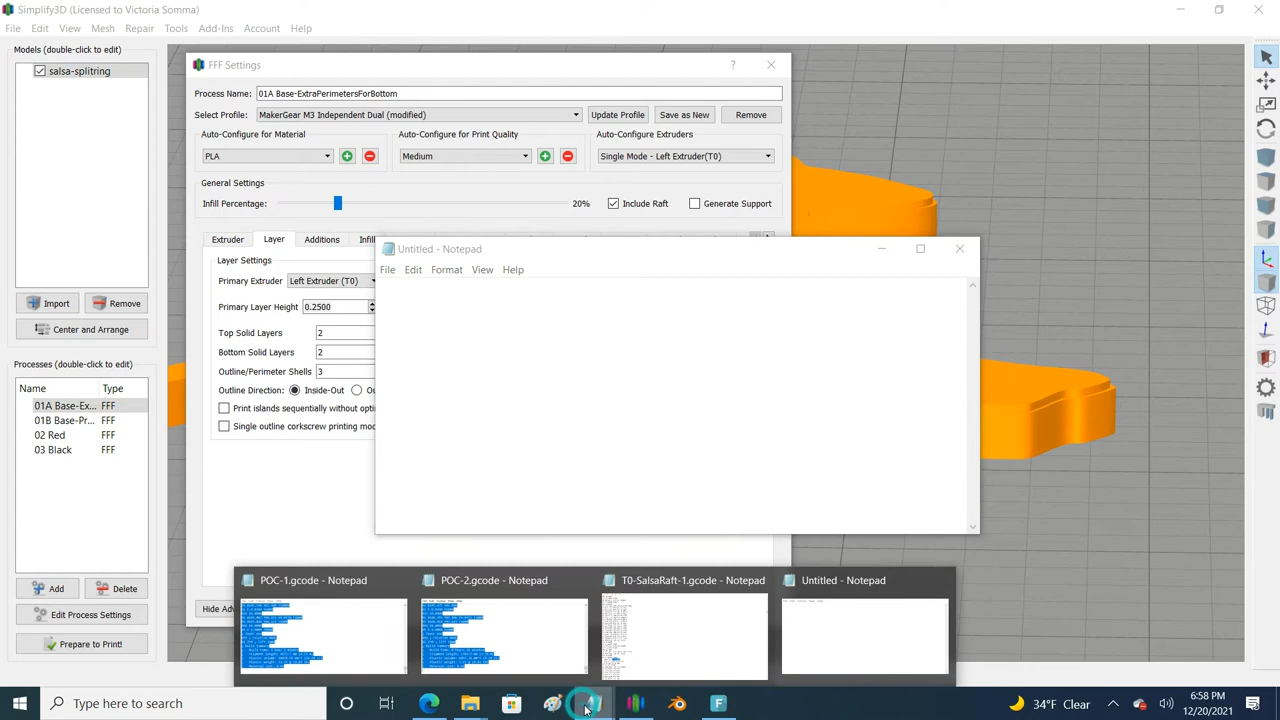 Simplify3D (Licensed to Victoria Somma)
File Edit View Mesh Repair Tools Add-Ins Account Help
Models (double-click to edit)
salsa-splitring
Import Remove
Center and Arrange
Processes (double-click to edit)
Name Type
01A Base-Ex... FFF
01B Base-Pr... FFF
02 Red FFF
03 Black FFF
Add Delete
Edit Process Settings
Prepare to Print!
FFF Settings ?
Process Name: 01A Base-ExtraPerimetersForBottom
Select Profile: MakerGear M3 Independent Dual (modified) Update Profile Save as New Remove
Auto-Configure for Material Auto-Configure for Print Quality Auto-Configure Extruders
PLA Medium Single Mode - Left Extruder(T0)
General Settings
Infill Percentage: 20% Include Raft Generate Support
Extruder Layer Additions Infill
Layer Settings
Primary Extruder Left Extruder (T0)
Primary Layer Height 0.2500
Top Solid Layers 2
Bottom Solid Layers 2
Outline/Perimeter Shells 3
Outline Direction: Inside-Out Ou
Print islands sequentially without opti
Single outline corkscrew printing mod
Hide Adv
Untitled - Notepad
File Edit Format View Help
POC-1.gcode - Notepad POC-2.gcode - Notepad T0-SalsaRaft-1.gcode - Notepad Untitled - Notepad
Type here to search
34°F Clear
6:58 PM
12/20/2021